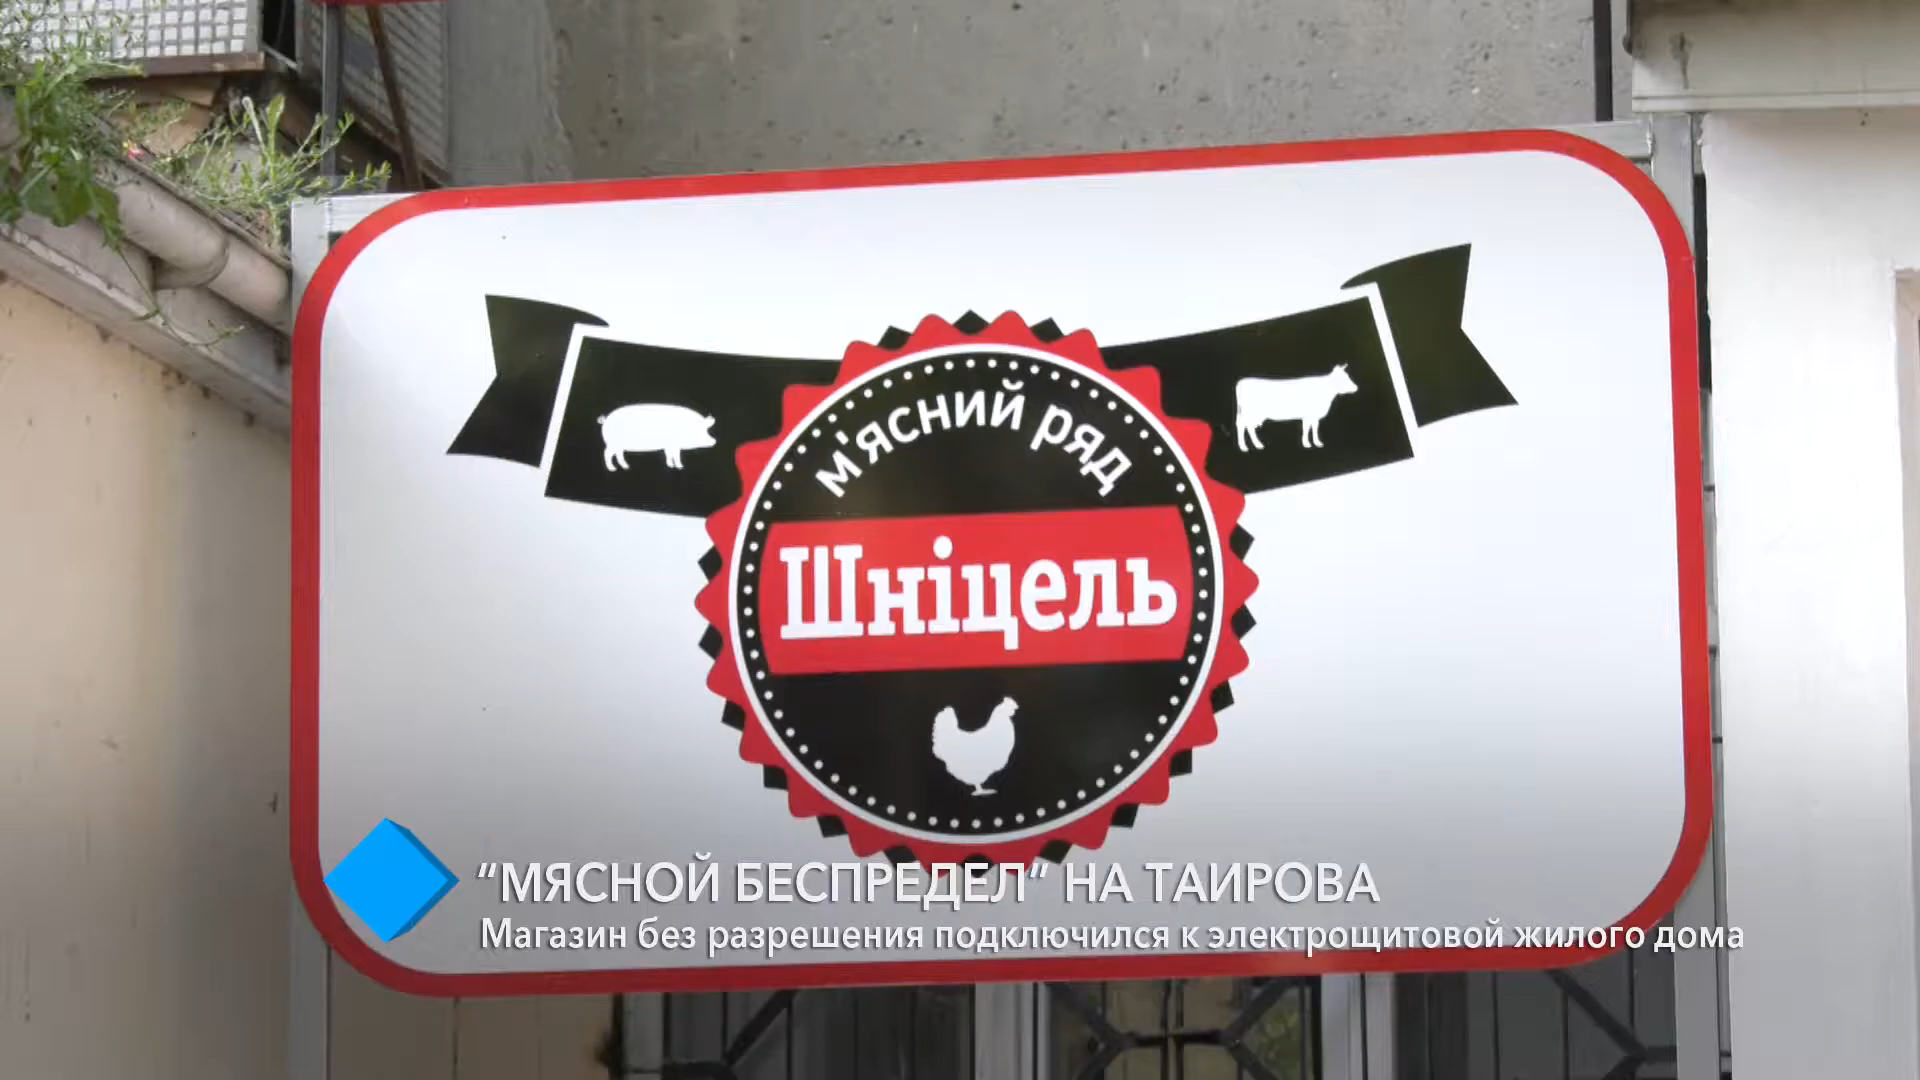 м'ясний ряд
Шніцель
“МЯСНОЙ БЕСПРЕДЕЛ” НА ТАИРОВА
Магазин без разрешения подключился к электрощитовой жилого дома